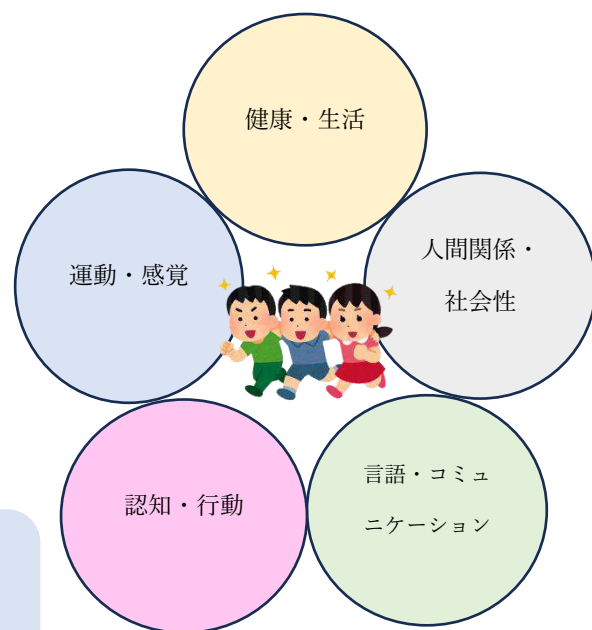 健康・生活
運動・感覚
人間関係・
社会性
認知・行動
言語・コミュ
ニケーション